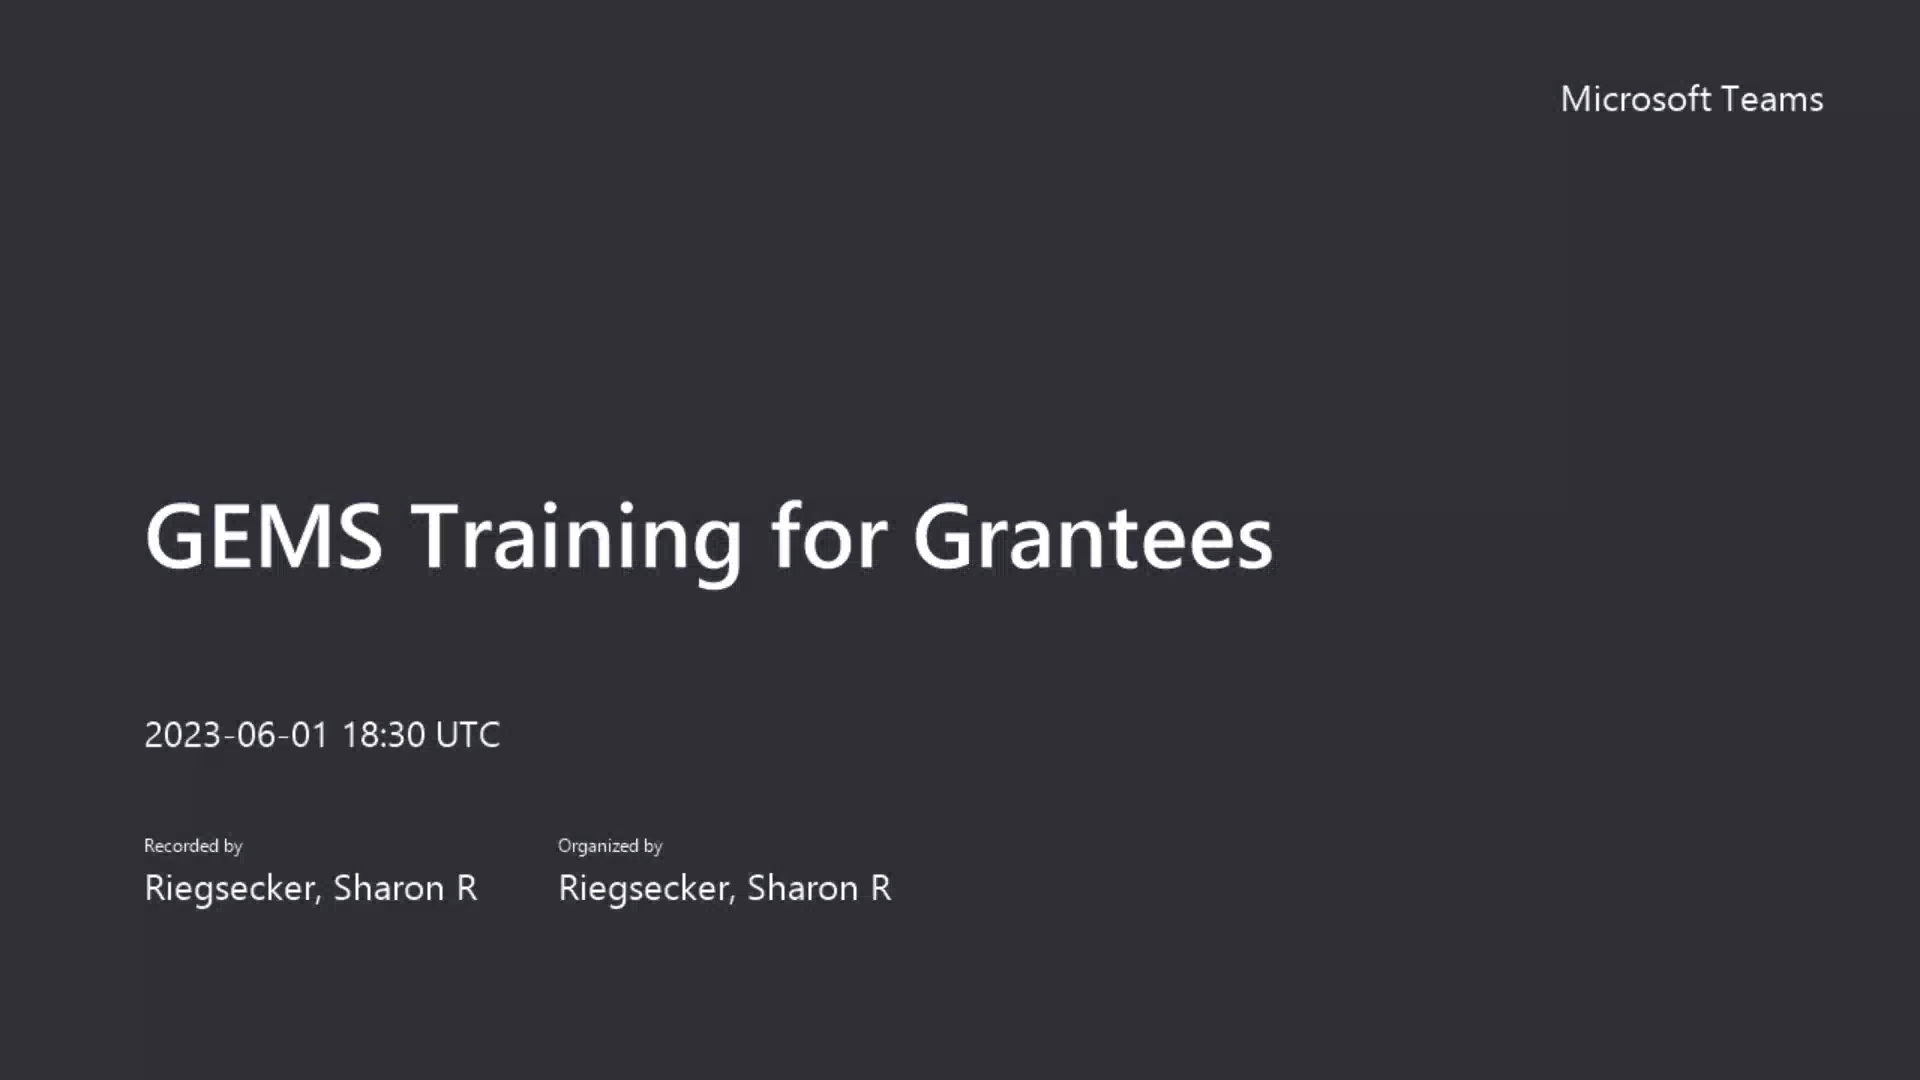 Microsoft Teams
GEMS Training for Grantees
2023-06-01 18:30 UTC
Recorded by
Riegsecker, Sharon R
Organized by
Riegsecker, Sharon R